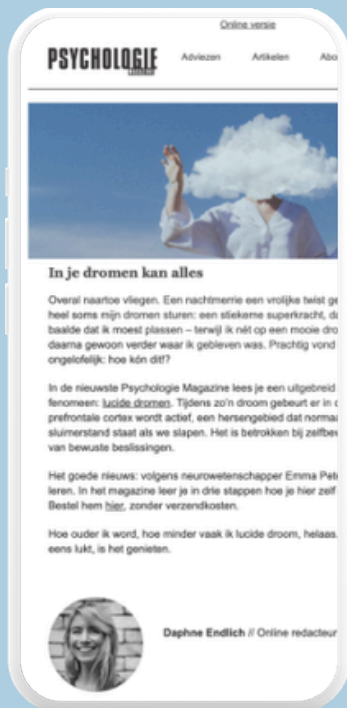 Online versie
PSYCHOLOGIE
Adviezen Artikelen Abo
In je dromen kan alles
Overal naartoe vliegen. Een nachtmerrie een vrolijke twist ge
heel soms mijn dromen sturen: een stiekeme superkracht, da
baalde dat ik moest plassen – terwijl ik nét op een mooie dro
daarna gewoon verder waar ik gebleven was. Prachtig vond
ongelofelijk: hoe kón dit!?
In de nieuwste Psychologie Magazine lees je een uitgebreid
fenomeen: lucide dromen. Tijdens zo'n droom gebeurt er in d
prefrontale cortex wordt actief, een hersengebied dat norma
sluimerstand staat als we slapen. Het is betrokken bij zelfbe
van bewuste beslissingen.
Het goede nieuws: volgens neurowetenschapper Emma Pet
leren. In het magazine leer je in drie stappen hoe je hier zelf
Bestel hem hier, zonder verzendkosten.
Hoe ouder ik word, hoe minder vaak ik lucide droom, helaas.
eens lukt, is het genieten.
Daphne Endlich // Online redacteur